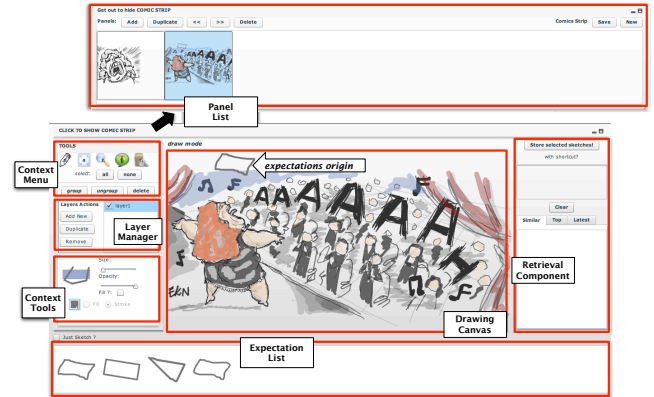 Get out to hide COMIC STRIP
Panels: Add Duplicate << >> Delete Comics Strip Save New
Panel
List
CLICK TO SHOW COMIC STRIP
TOOLS
select: all none
group ungroup delete
Context
Menu
Layers Actions
layer1
Add New
Duplicate
Remove
Layer
Manager
Size:
Opacity:
Fill ?:
Fill Stroke
Context
Tools
draw mode
expectations origin
AAAAAA
EKN
Drawing
Canvas
Store selected sketches!
with shortcut?
Clear
Similar Top Latest
Retrieval
Component
Just Sketch ?
Expectation
List